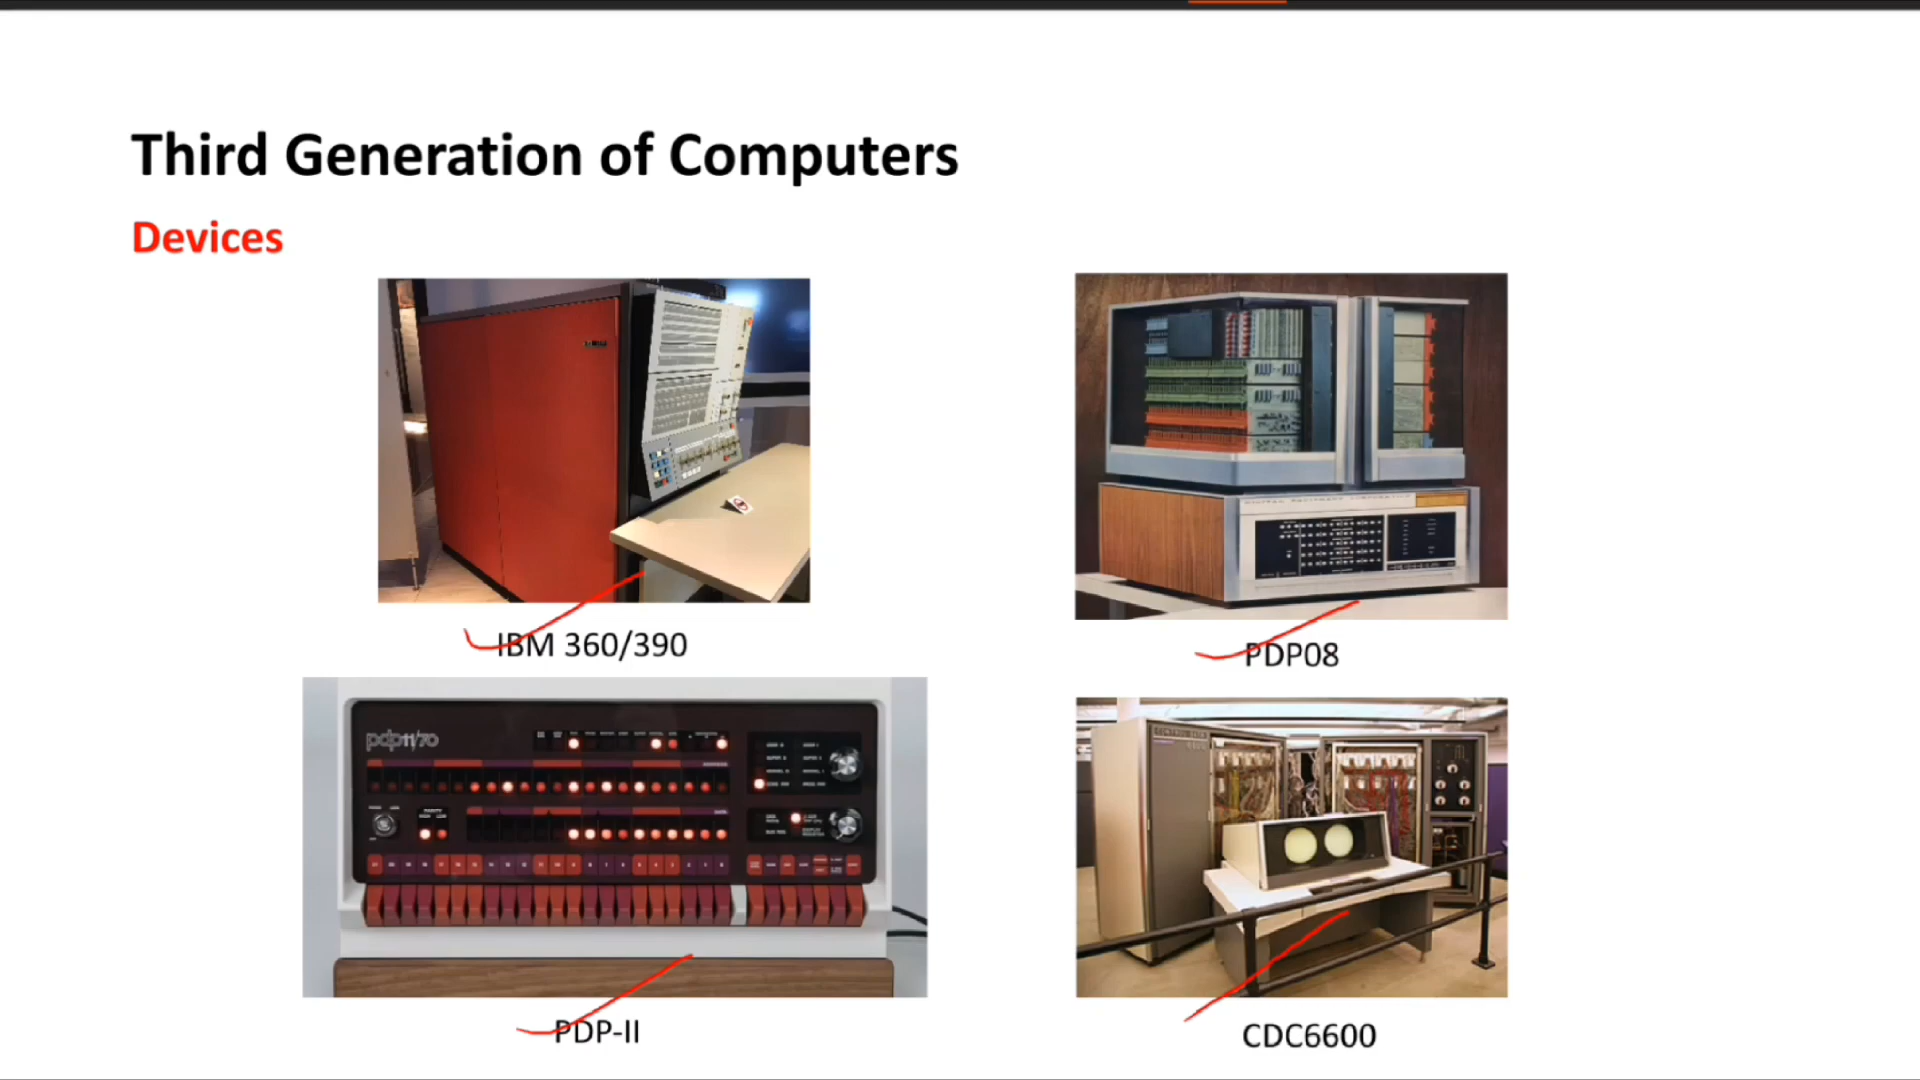 Third Generation of Computers
Devices
IBM 360/390
PDP08
pdp11/70
PDP-II
CDC6600